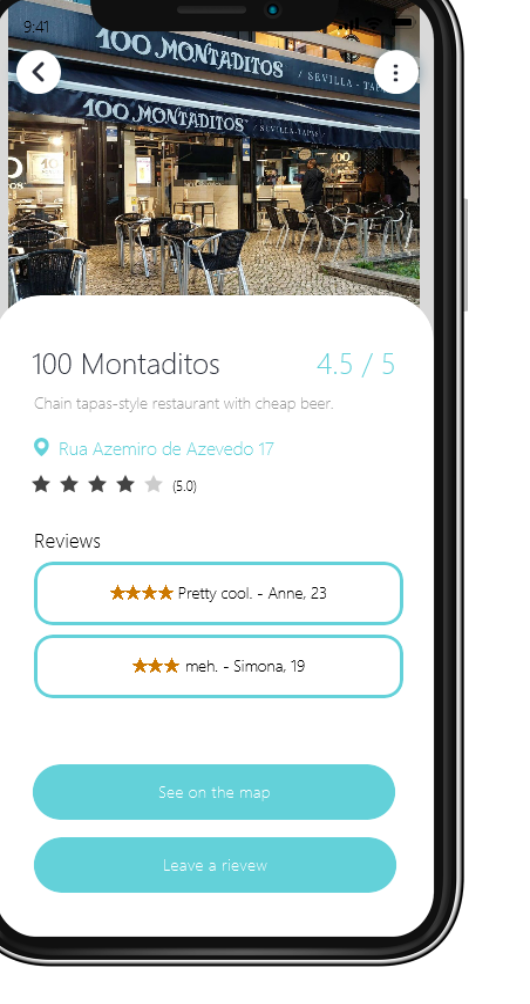 9:41
100 MONTADITOS / SEVILLA - TA
100 MONTADITOS / SEVILLA-TAPAS
100
100 Montaditos
4.5 / 5
Chain tapas-style restaurant with cheap beer.
Rua Azemiro de Azevedo 17
(5.0)
Reviews
★★★★ Pretty cool. - Anne, 23
★★★ meh. - Simona, 19
See on the map
Leave a rievew